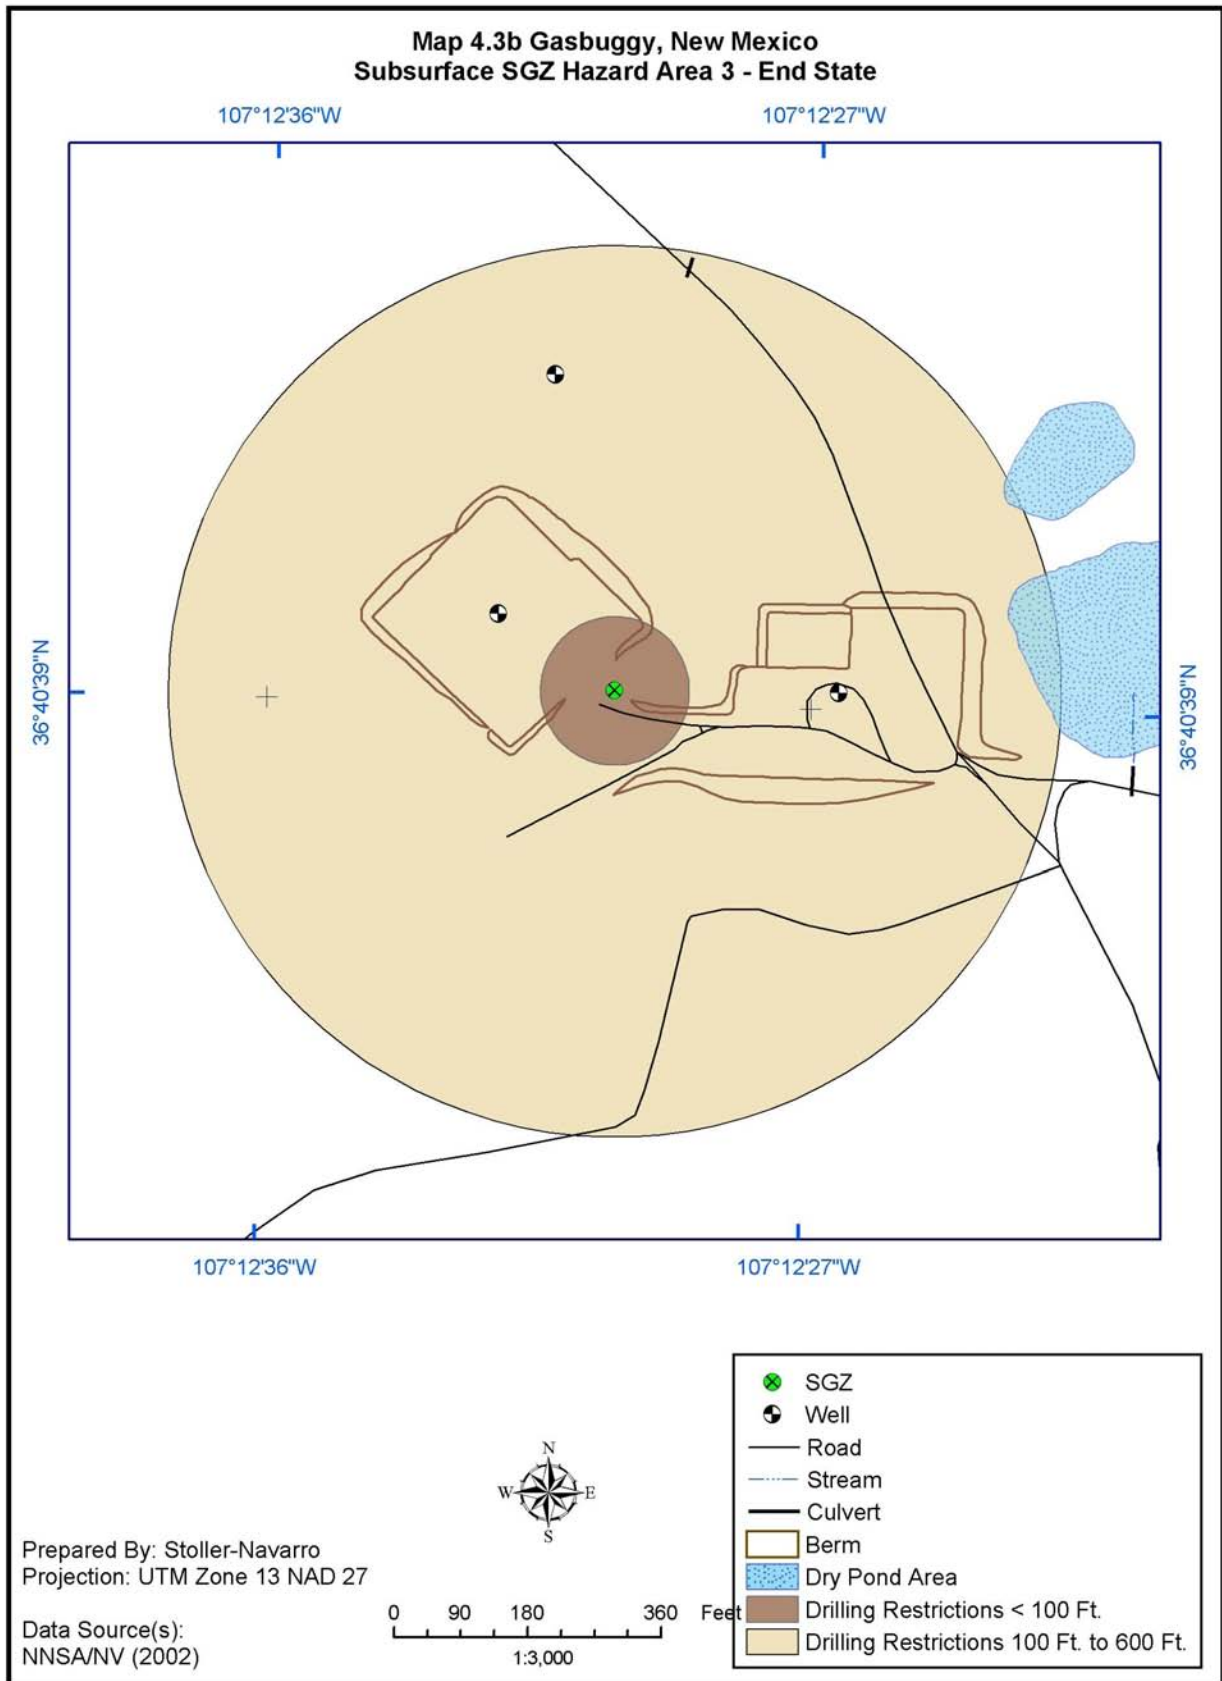 Map 4.3b Gasbuggy, New Mexico
Subsurface SGZ Hazard Area 3 - End State
107°12'36"W
107°12'27"W
36°40'39"N
36°40'39"N
107°12'36"W
107°12'27"W
SGZ
Well
Road
Stream
Culvert
Berm
Dry Pond Area
Drilling Restrictions < 100 Ft.
Drilling Restrictions 100 Ft. to 600 Ft.
N
W E
S
Prepared By: Stoller-Navarro
Projection: UTM Zone 13 NAD 27
Data Source(s):
NNSA/NV (2002)
0 90 180 360 Feet
1:3,000